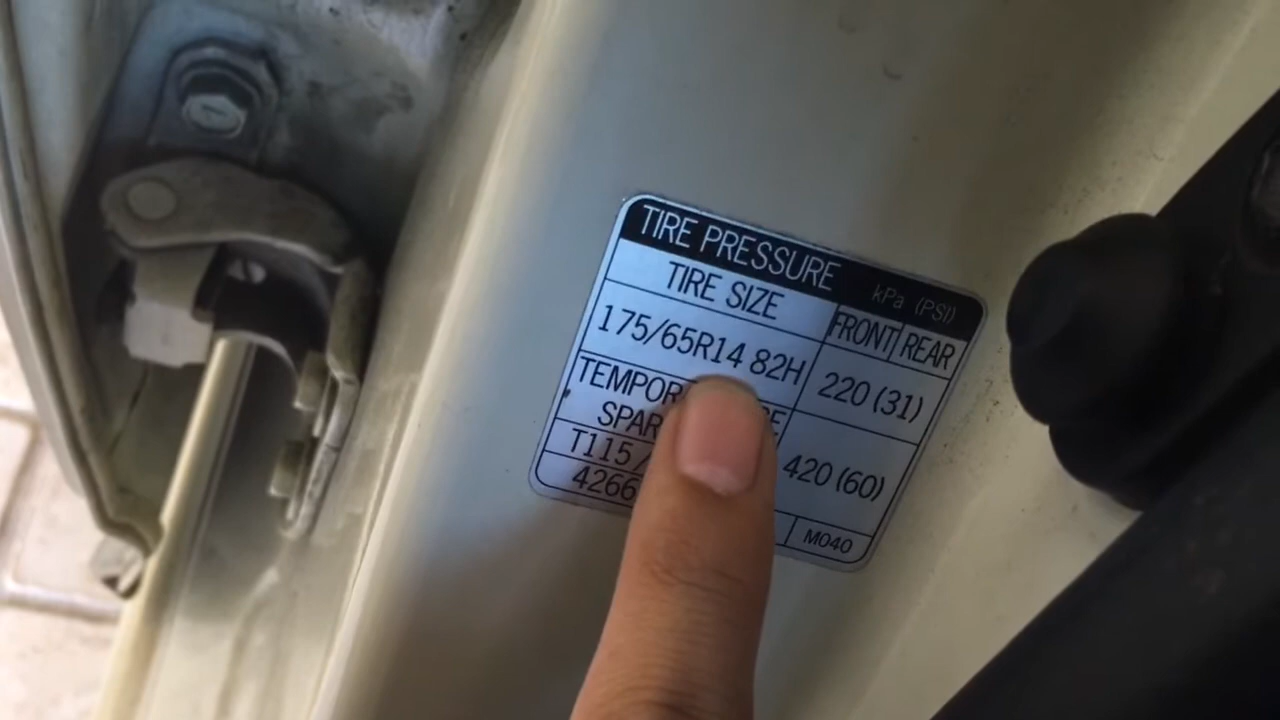 TIRE PRESSURE kPa (PSI)
TIRE SIZE FRONT REAR
175/65R14 82H 220 (31)
SPAR
T115/ 420 (60)
4266 M040